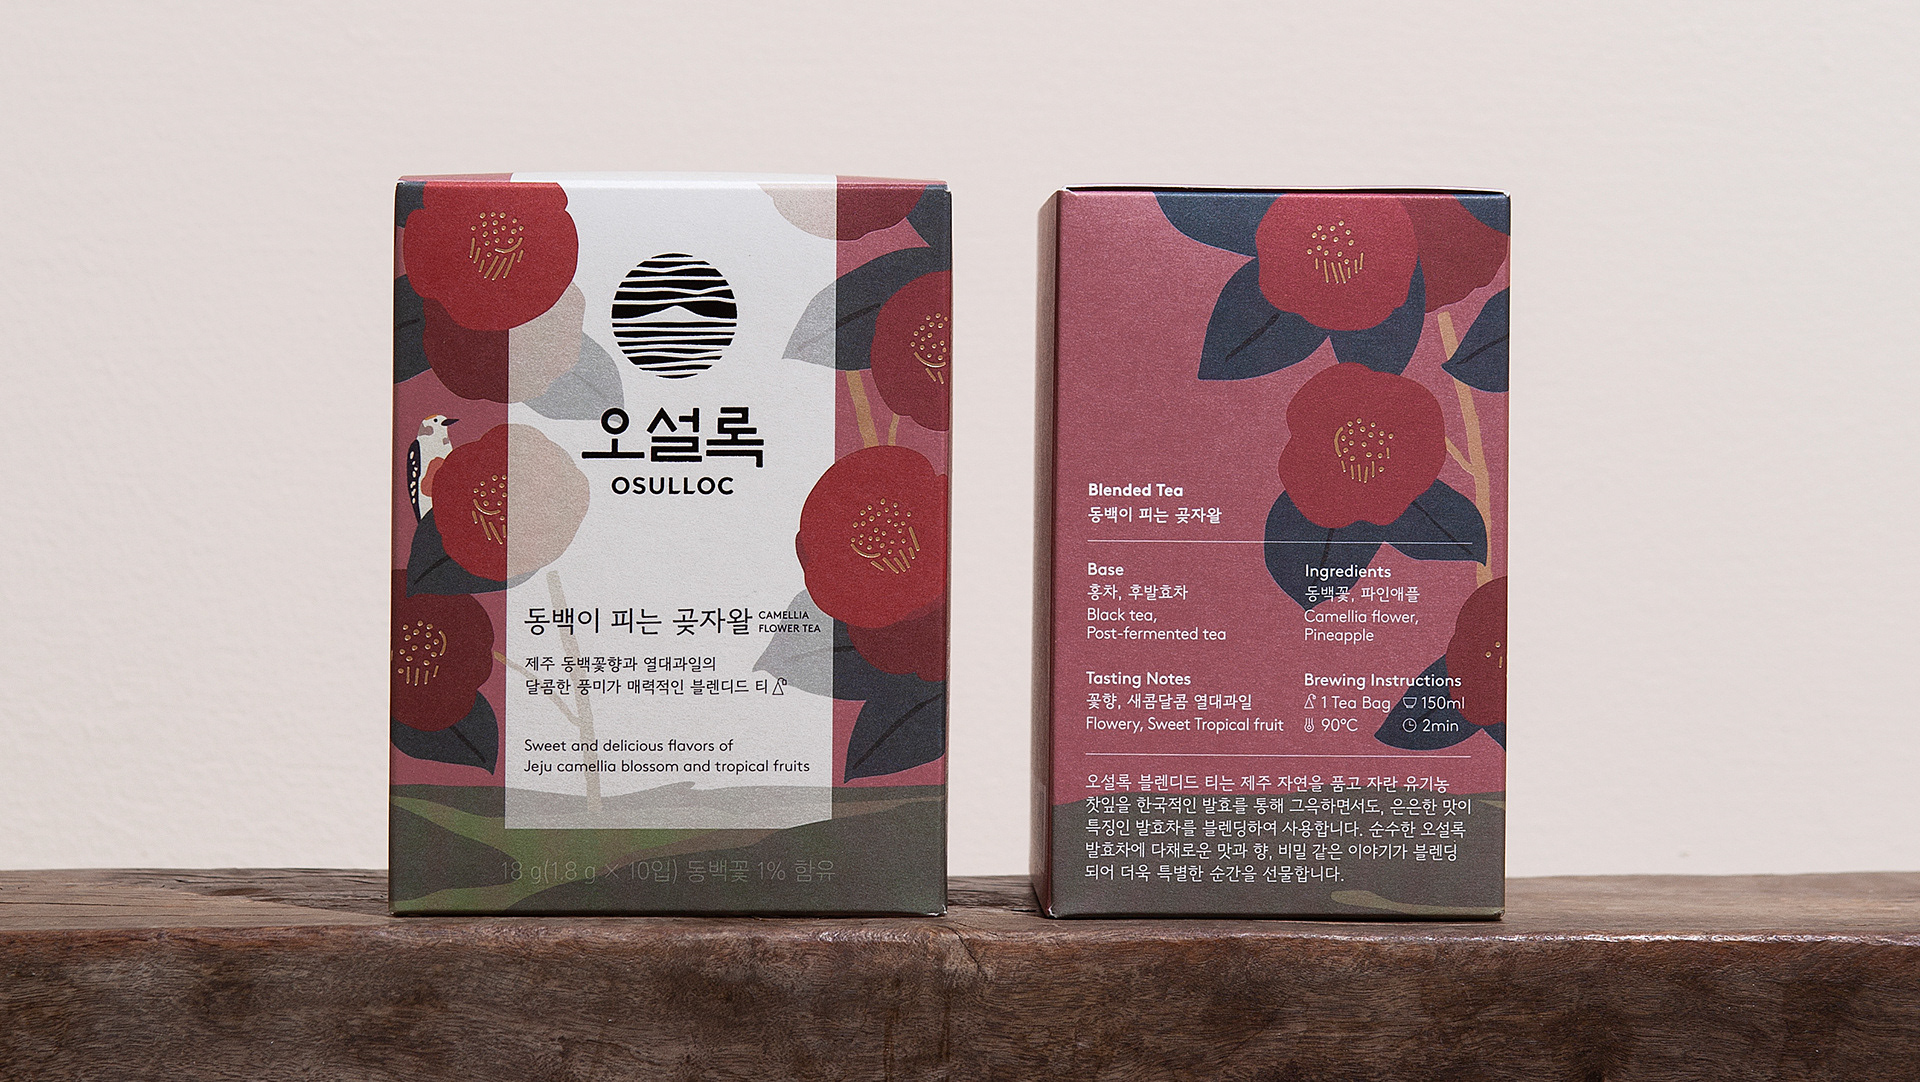 오설록
OSULLOC
동백이 피는 곶자왈 CAMELLIA
FLOWER TEA
제주 동백꽃향과 열대과일의
달콤한 풍미가 매력적인 블렌디드 티
Sweet and delicious flavors of
Jeju camellia blossom and tropical fruits
18 g(1.8 g × 10입) 동백꽃 1% 함유
Blended Tea
동백이 피는 곶자왈
Base
홍차, 후발효차
Black tea,
Post-fermented tea
Ingredients
동백꽃, 파인애플
Camellia flower,
Pineapple
Tasting Notes
꽃향, 새콤달콤 열대과일
Flowery, Sweet Tropical fruit
Brewing Instructions
1 Tea Bag 150ml
90°C 2min
오설록 블렌디드 티는 제주 자연을 품고 자란 유기농
찻잎을 한국적인 발효를 통해 그윽하면서도, 은은한 맛이
특징인 발효차를 블렌딩하여 사용합니다. 순수한 오설록
발효차에 다채로운 맛과 향, 비밀 같은 이야기가 블렌딩
되어 더욱 특별한 순간을 선물합니다.